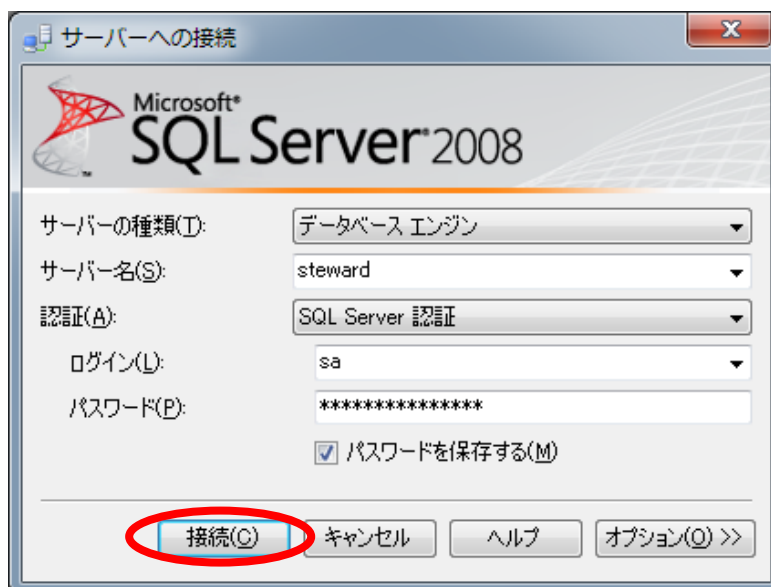 サーバーへの接続
Microsoft®
SQL Server® 2008
サーバーの種類(T): データベース エンジン
サーバー名(S): steward
認証(A): SQL Server 認証
ログイン(L): sa
パスワード(P): ***************
パスワードを保存する(M)
接続(C) キャンセル ヘルプ オプション(O) >>